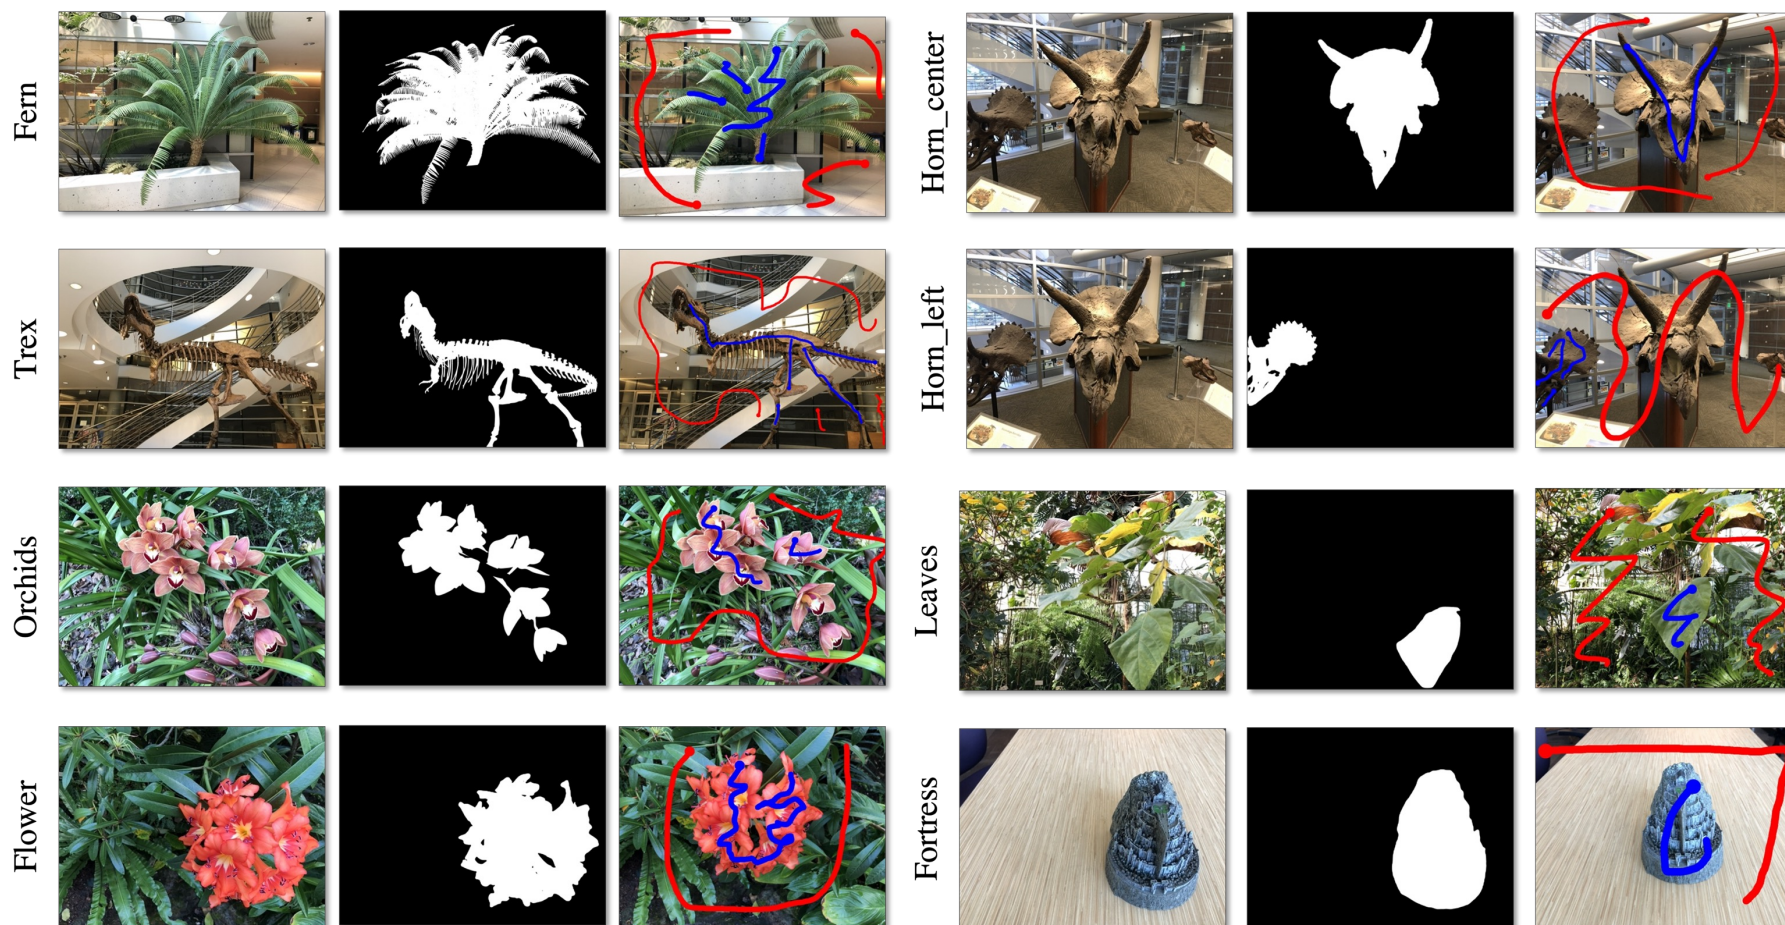 Fern
Horn_center
Trex
Horn_left
Orchids
Leaves
Flower
Fortress